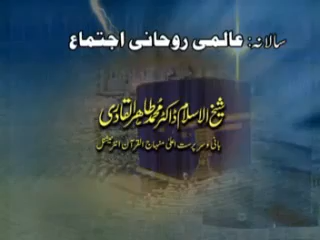 سالانہ: عالمی روحانی اجتماع
شیخ الاسلام ڈاکٹر محمد طاہر القادری
بانی و سرپرست اعلیٰ منہاج القرآن انٹرنیشنل